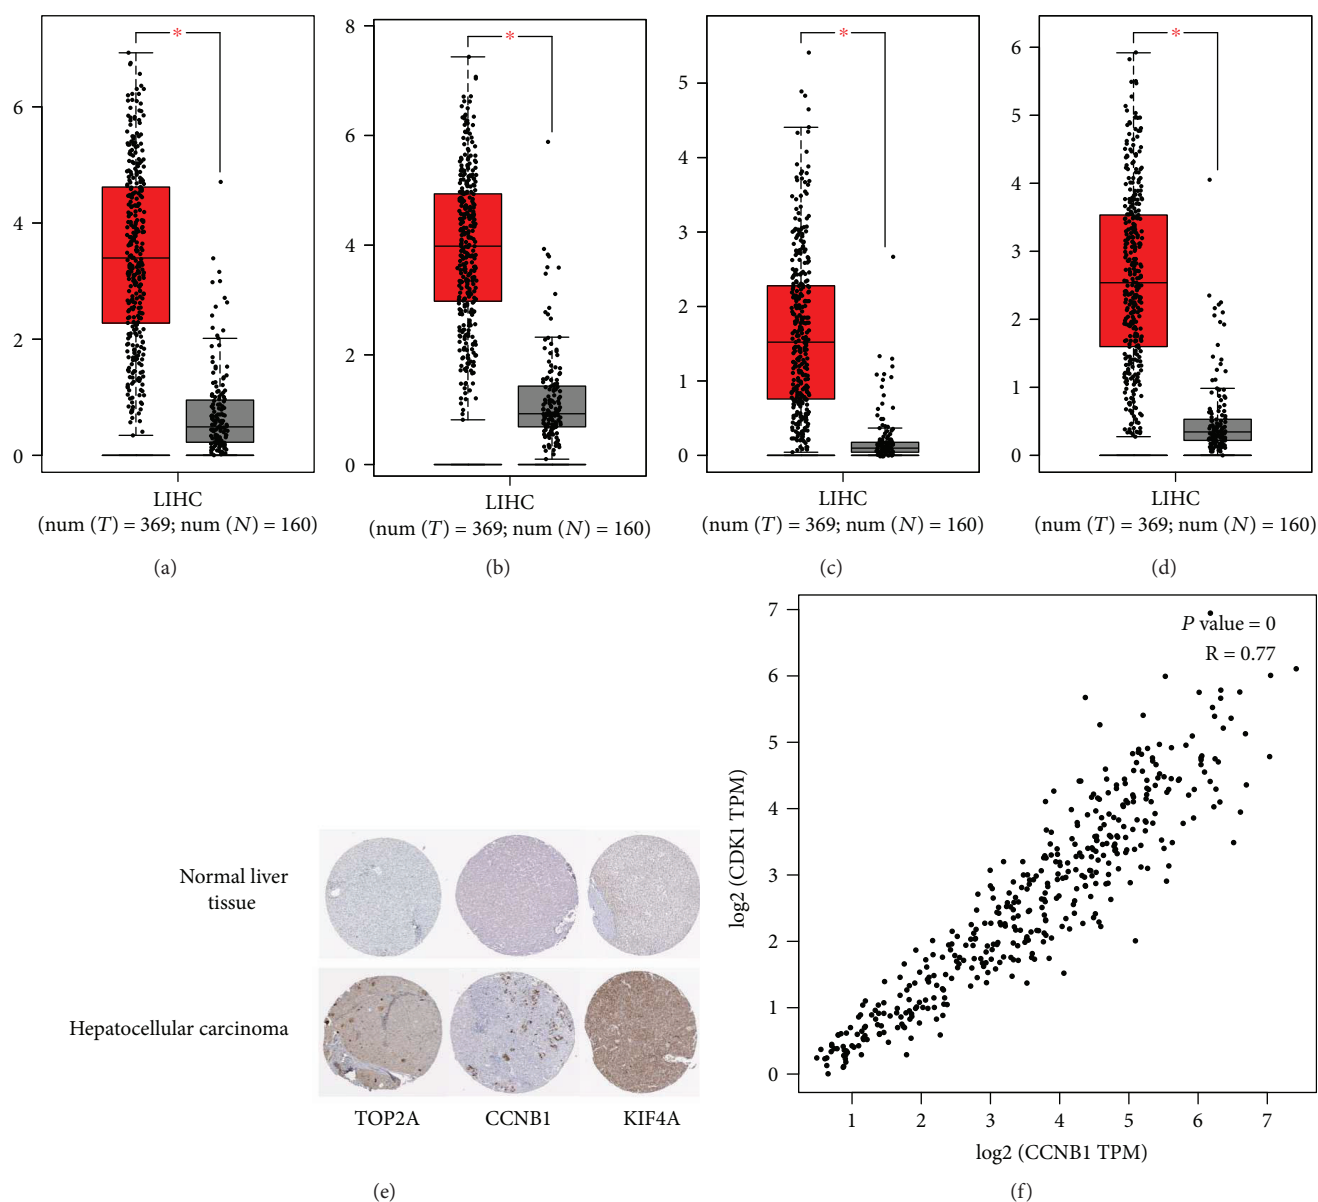 6
4
2
0
*
LIHC
(num (T) = 369; num (N) = 160)
(a)
8
6
4
2
0
*
LIHC
(num (T) = 369; num (N) = 160)
(b)
5
4
3
2
1
0
*
LIHC
(num (T) = 369; num (N) = 160)
(c)
6
5
4
3
2
1
0
*
LIHC
(num (T) = 369; num (N) = 160)
(d)
Normal liver
tissue
Hepatocellular carcinoma
TOP2A CCNB1 KIF4A
(e)
7
6
5
4
3
2
1
0
log2 (CDK1 TPM)
P value = 0
R = 0.77
1 2 3 4 5 6 7
log2 (CCNB1 TPM)
(f)